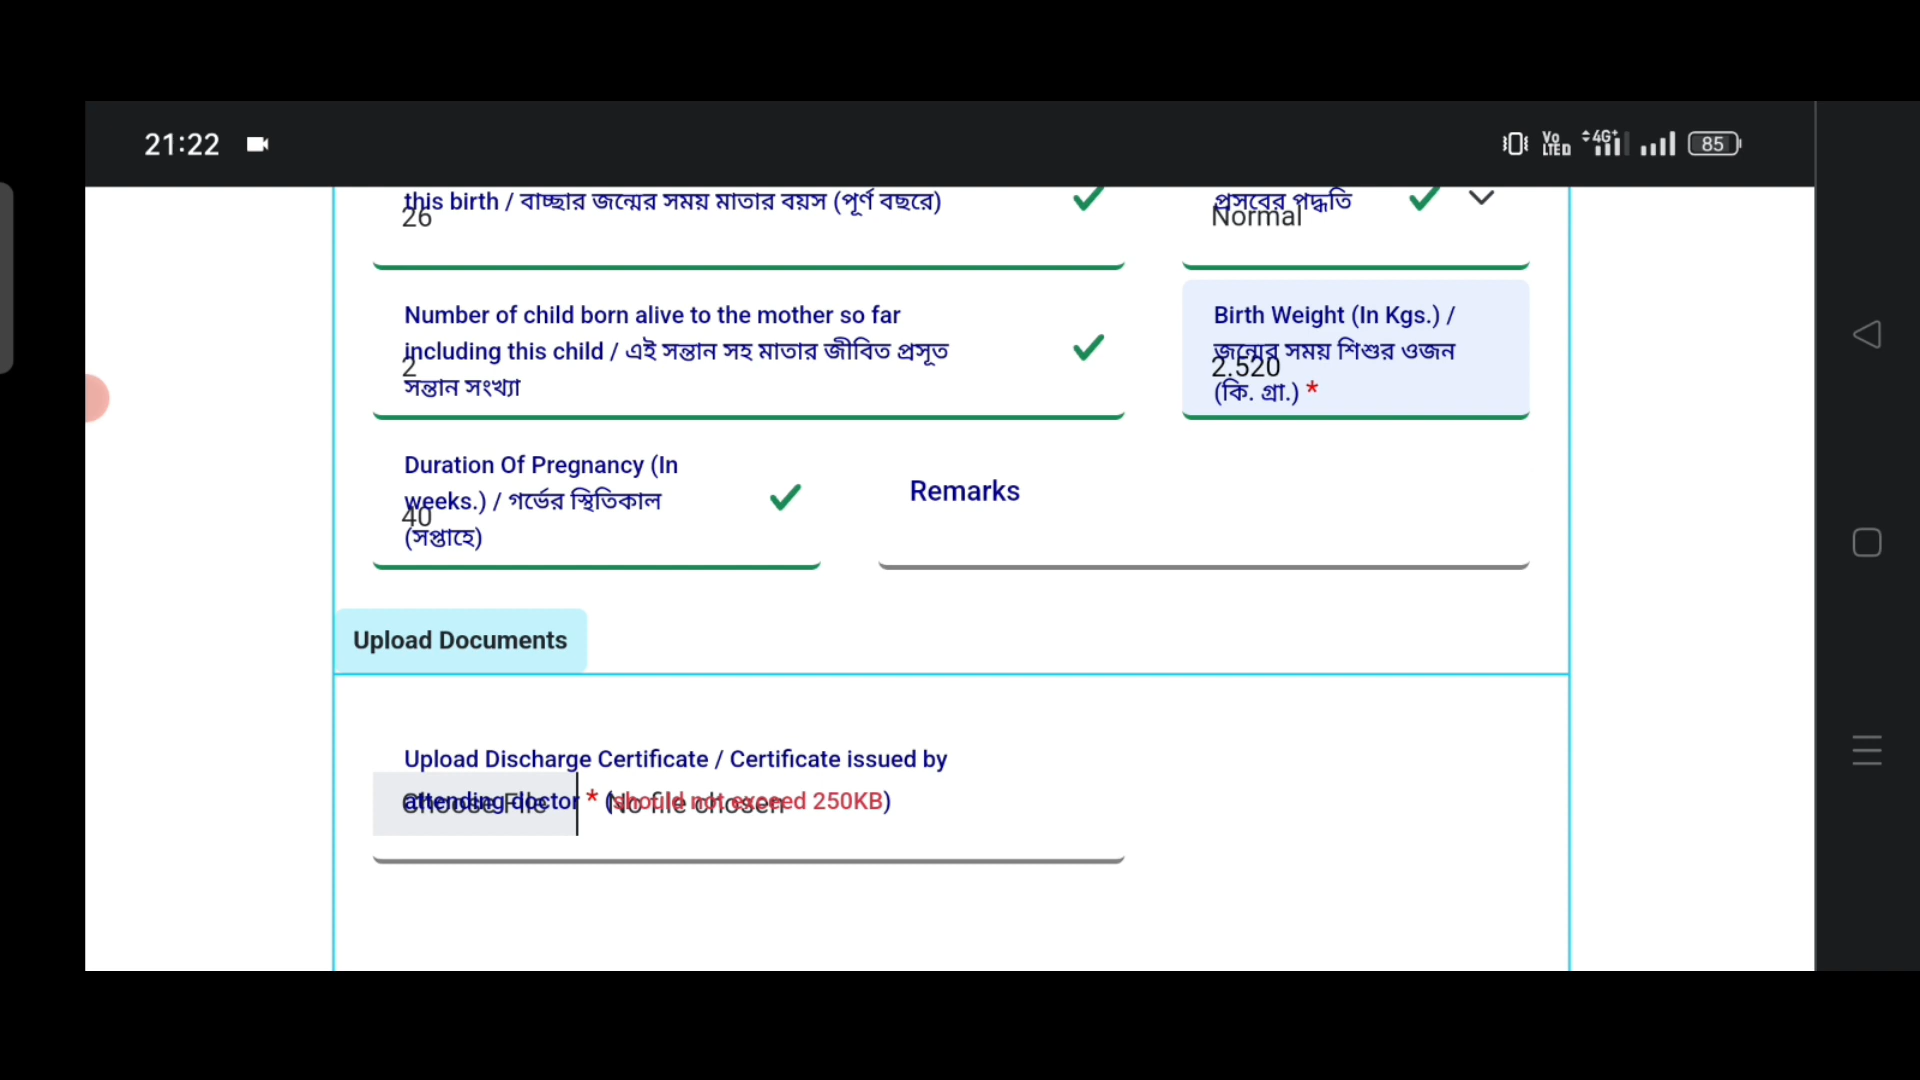 21:22
Vo LTE 4G+ 85
this birth / বাচ্ছার জন্মের সময় মাতার বয়স (পূর্ণ বছরে)
26
প্রসবের পদ্ধতি
Normal
Number of child born alive to the mother so far
including this child / এই সন্তান সহ মাতার জীবিত প্রসূত
সন্তান সংখ্যা
2
Birth Weight (In Kgs.) /
জন্মের সময় শিশুর ওজন
(কি. গ্রা.) *
2.520
Duration Of Pregnancy (In
weeks.) / গর্ভের স্থিতিকাল
(সপ্তাহে)
40
Remarks
Upload Documents
Upload Discharge Certificate / Certificate issued by
attending doctor * (should not exceed 250KB)
Choose File No file chosen